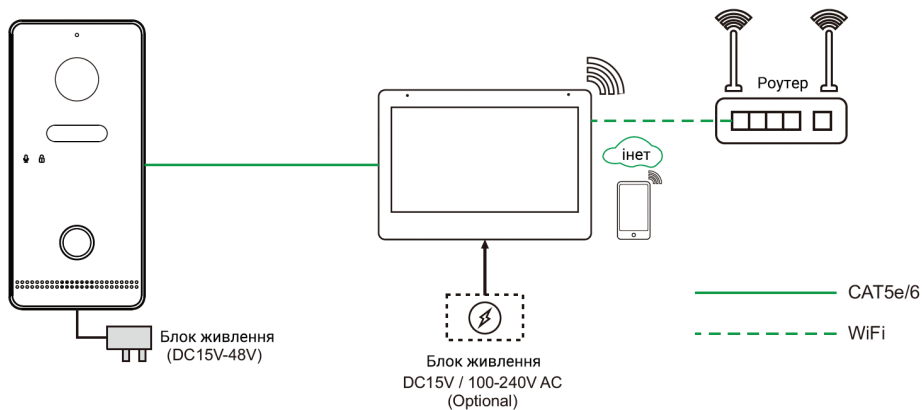 Роутер
інет
Блок живлення
(DC15V-48V)
Блок живлення
DC15V / 100-240V AC
(Optional)
CAT5e/6
WiFi